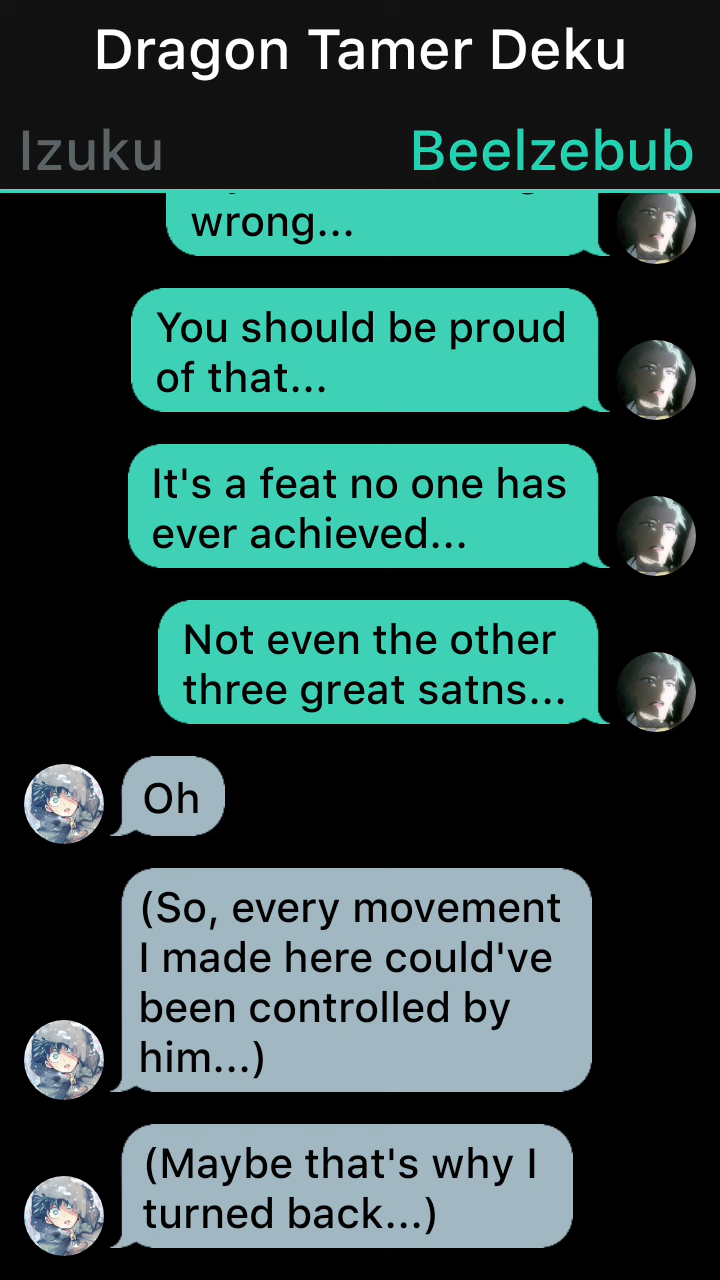 Dragon Tamer Deku
Izuku
Beelzebub
wrong...
You should be proud
of that...
It's a feat no one has
ever achieved...
Not even the other
three great satns...
Oh
(So, every movement
I made here could've
been controlled by
him...)
(Maybe that's why I
turned back...)